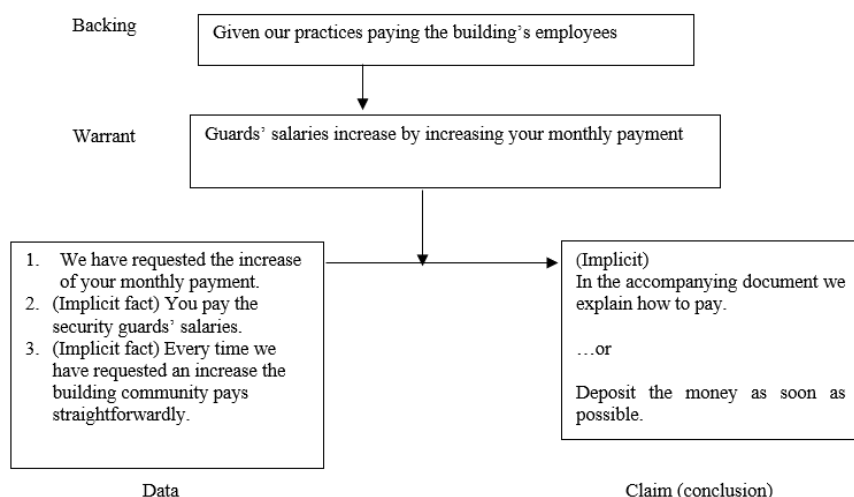 Backing
Given our practices paying the building’s employees
Warrant
Guards’ salaries increase by increasing your monthly payment
1. We have requested the increase
of your monthly payment.
2. (Implicit fact) You pay the
security guards’ salaries.
3. (Implicit fact) Every time we
have requested an increase the
building community pays
straightforwardly.
(Implicit)
In the accompanying document we
explain how to pay.
…or
Deposit the money as soon as
possible.
Data
Claim (conclusion)